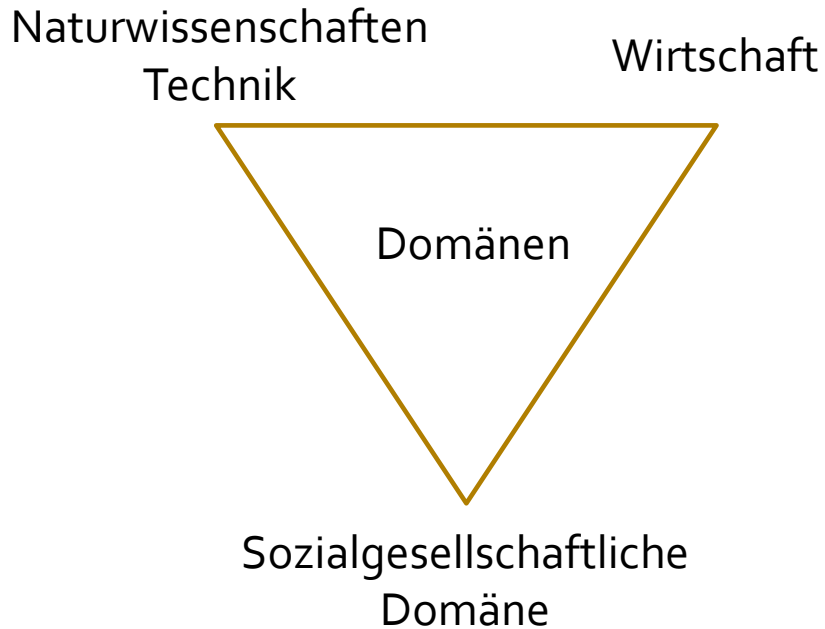 Naturwissenschaften
Technik
Wirtschaft
Domänen
Sozialgesellschaftliche
Domäne